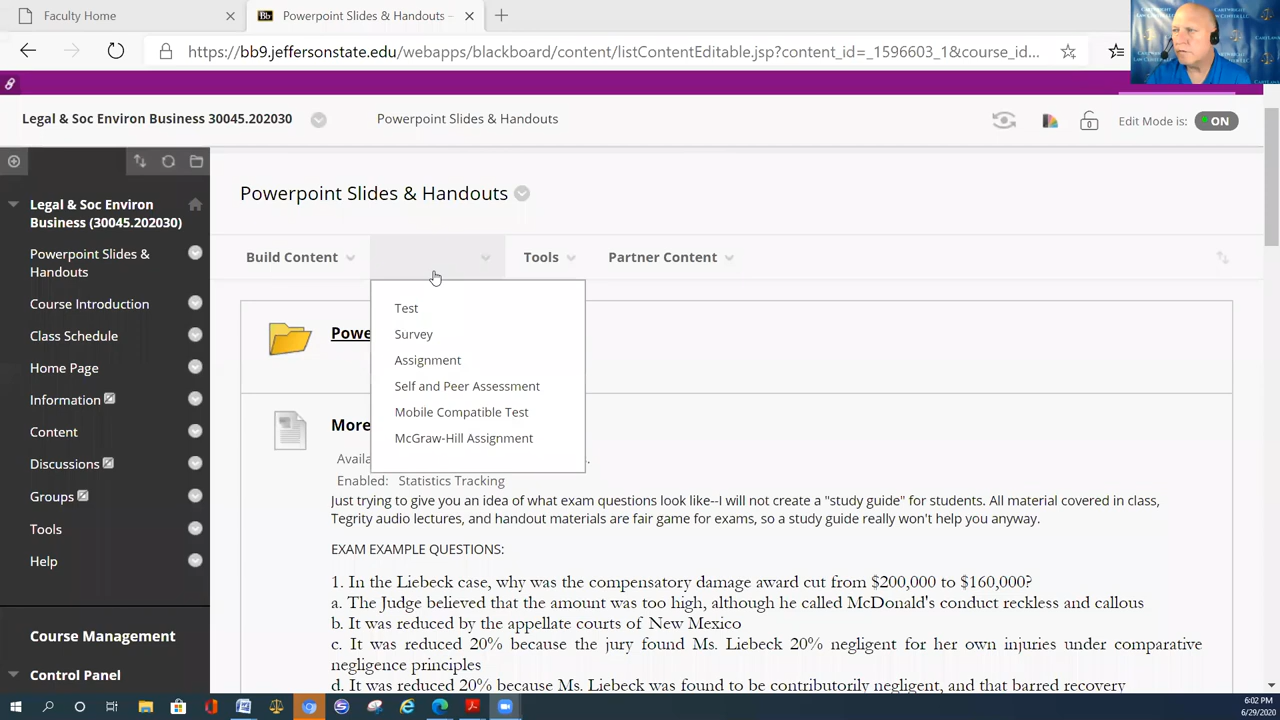 Faculty Home
Powerpoint Slides & Handouts –
https://bb9.jeffersonstate.edu/webapps/blackboard/content/listContentEditable.jsp?content_id=_1596603_1&course_id...
Legal & Soc Environ Business 30045.202030
Powerpoint Slides & Handouts
Edit Mode is:
ON
Legal & Soc Environ
Business (30045.202030)
Powerpoint Slides &
Handouts
Course Introduction
Class Schedule
Home Page
Information
Content
Discussions
Groups
Tools
Help
Course Management
Control Panel
Powerpoint Slides & Handouts
Build Content
Tools
Partner Content
Test
Survey
Assignment
Self and Peer Assessment
Mobile Compatible Test
McGraw-Hill Assignment
Powe
More
Availa
Enabled: Statistics Tracking
Just trying to give you an idea of what exam questions look like--I will not create a "study guide" for students. All material covered in class,
Tegrity audio lectures, and handout materials are fair game for exams, so a study guide really won't help you anyway.
EXAM EXAMPLE QUESTIONS:
1. In the Liebeck case, why was the compensatory damage award cut from $200,000 to $160,000?
a. The Judge believed that the amount was too high, although he called McDonald's conduct reckless and callous
b. It was reduced by the appellate courts of New Mexico
c. It was reduced 20% because the jury found Ms. Liebeck 20% negligent for her own injuries under comparative
negligence principles
d. It was reduced 20% because Ms. Liebeck was found to be contributorily negligent, and that barred recovery
6:02 PM
6/29/2020